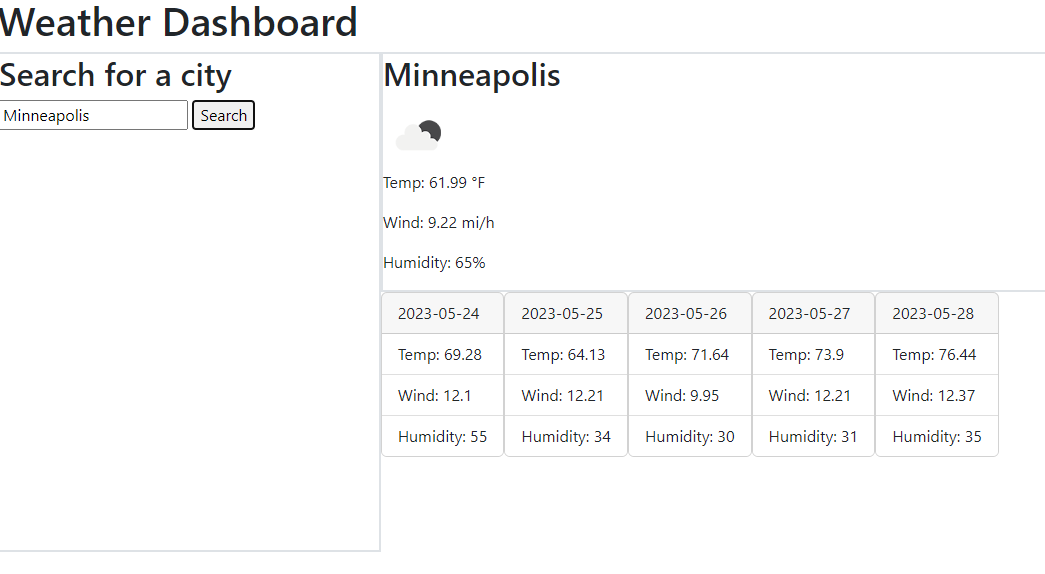 Weather Dashboard
Search for a city
Minneapolis Search
Minneapolis
Temp: 61.99 °F
Wind: 9.22 mi/h
Humidity: 65%
2023-05-24 2023-05-25 2023-05-26 2023-05-27 2023-05-28
Temp: 69.28 Temp: 64.13 Temp: 71.64 Temp: 73.9 Temp: 76.44
Wind: 12.1 Wind: 12.21 Wind: 9.95 Wind: 12.21 Wind: 12.37
Humidity: 55 Humidity: 34 Humidity: 30 Humidity: 31 Humidity: 35